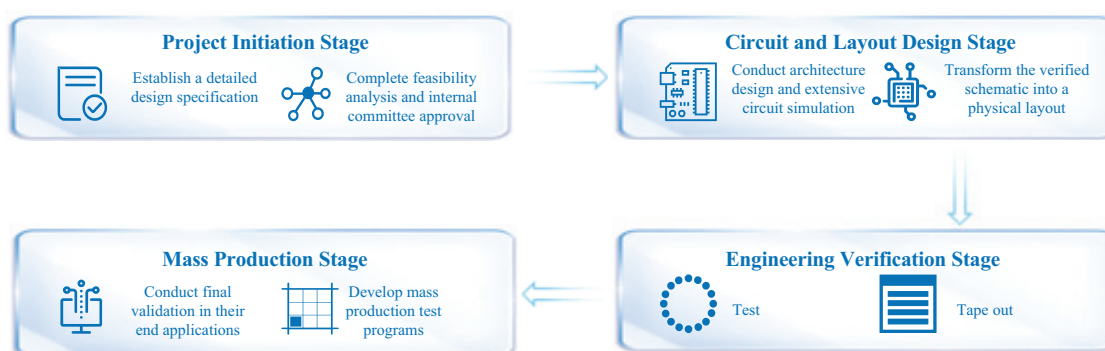 Project Initiation Stage
Establish a detailed
design specification
Complete feasibility
analysis and internal
committee approval
Circuit and Layout Design Stage
Conduct architecture
design and extensive
circuit simulation
Transform the verified
schematic into a
physical layout
Engineering Verification Stage
Test
Tape out
Mass Production Stage
Conduct final
validation in their
end applications
Develop mass
production test
programs